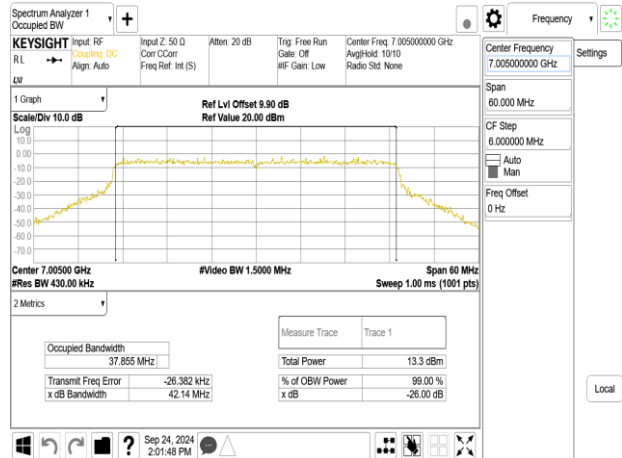 Spectrum Analyzer 1
Occupied BW
Frequency
KEYSIGHT
RL
LXI
Input: RF
Coupling: DC
Align: Auto
Input Z: 50 Ω
Corr CCorr
Freq Ref: Int (S)
Atten: 20 dB
Trig: Free Run
Gate: Off
#IF Gain: Low
Center Freq: 7.005000000 GHz
Avg|Hold: 10/10
Radio Std: None
Center Frequency
7.005000000 GHz
Settings
Span
60.000 MHz
CF Step
6.000000 MHz
Auto
Man
Freq Offset
0 Hz
Local
1 Graph
Scale/Div 10.0 dB
Ref Lvl Offset 9.90 dB
Ref Value 20.00 dBm
Log
10.0
0.00
-10.0
-20.0
-30.0
-40.0
-50.0
-60.0
-70.0
Center 7.00500 GHz
#Video BW 1.5000 MHz
Span 60 MHz
#Res BW 430.00 kHz
Sweep 1.00 ms (1001 pts)
2 Metrics
Measure Trace Trace 1
Occupied Bandwidth
37.855 MHz
Total Power 13.3 dBm
Transmit Freq Error -26.382 kHz
% of OBW Power 99.00 %
x dB Bandwidth 42.14 MHz
x dB -26.00 dB
?
Sep 24, 2024
2:01:48 PM